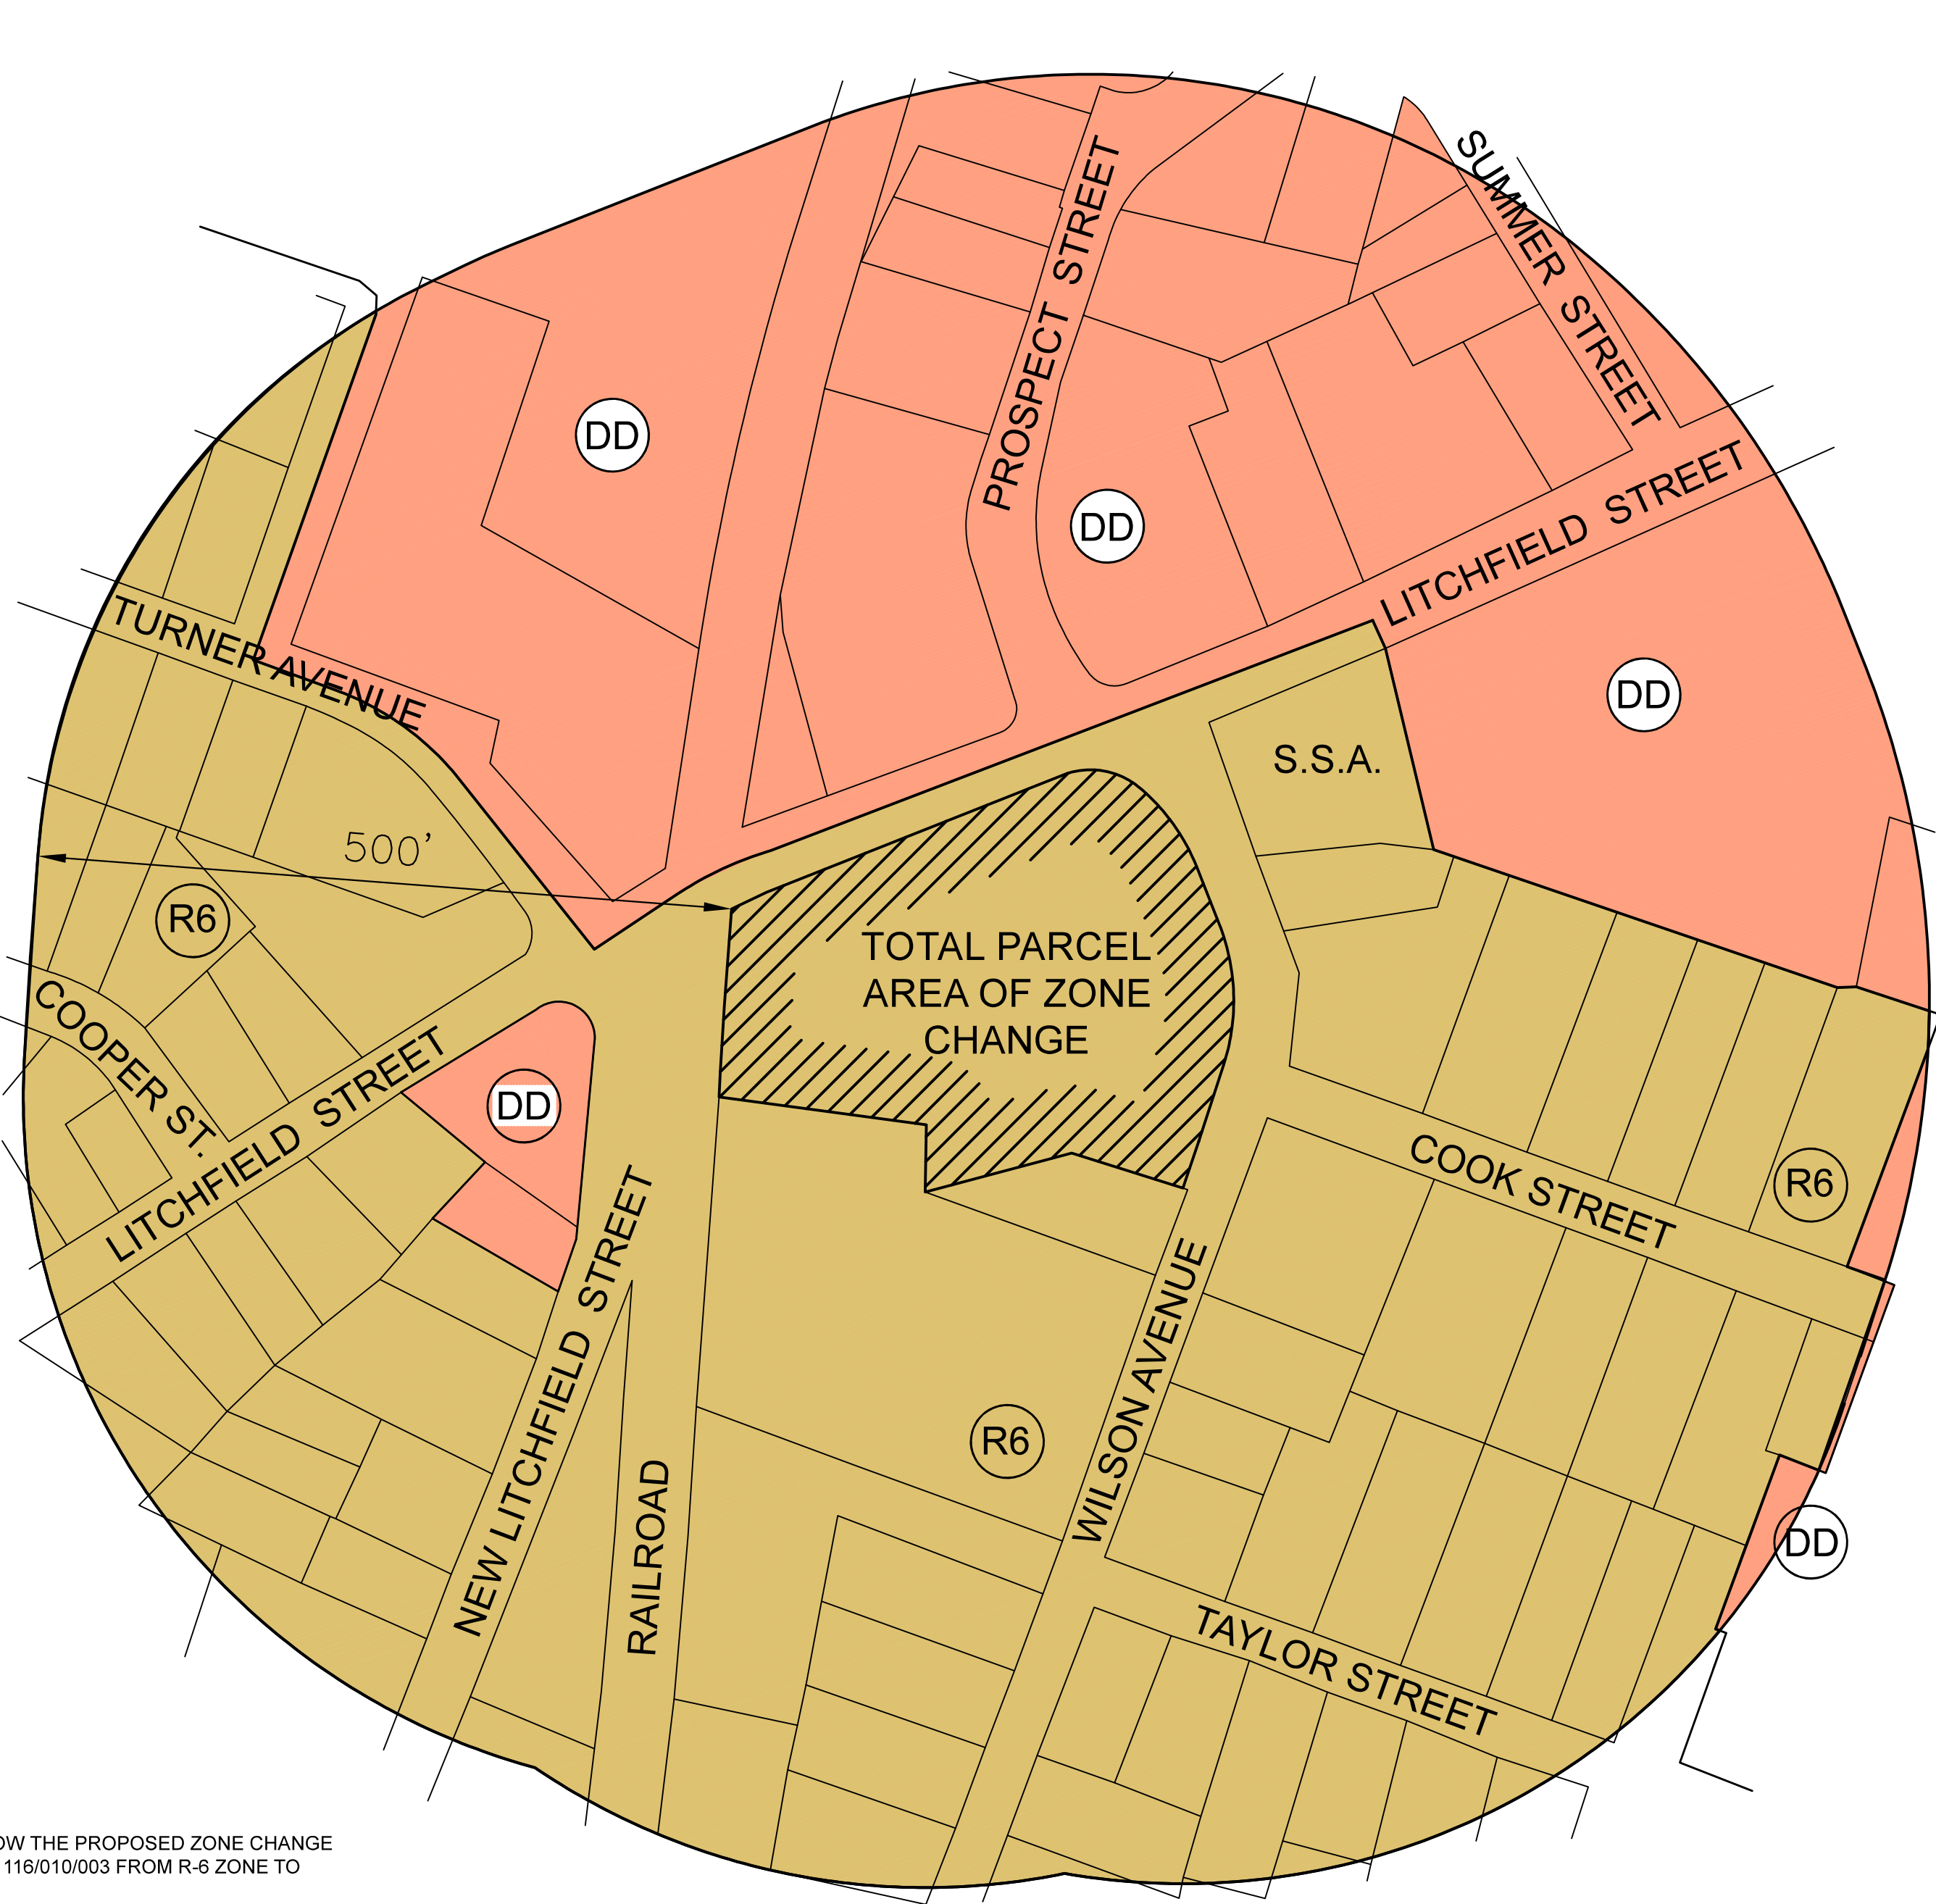 SUMMER STREET
PROSPECT STREET
DD
DD
LITCHFIELD STREET
TURNER AVENUE
DD
S.S.A.
500'
R6
TOTAL PARCEL
AREA OF ZONE
CHANGE
COOPER ST.
LITCHFIELD STREET
DD
COOK STREET
R6
NEW LITCHFIELD STREET
WILSON AVENUE
R6
RAILROAD
DD
TAYLOR STREET
THE PROPOSED ZONE CHANGE
116/010/003 FROM R-6 ZONE TO